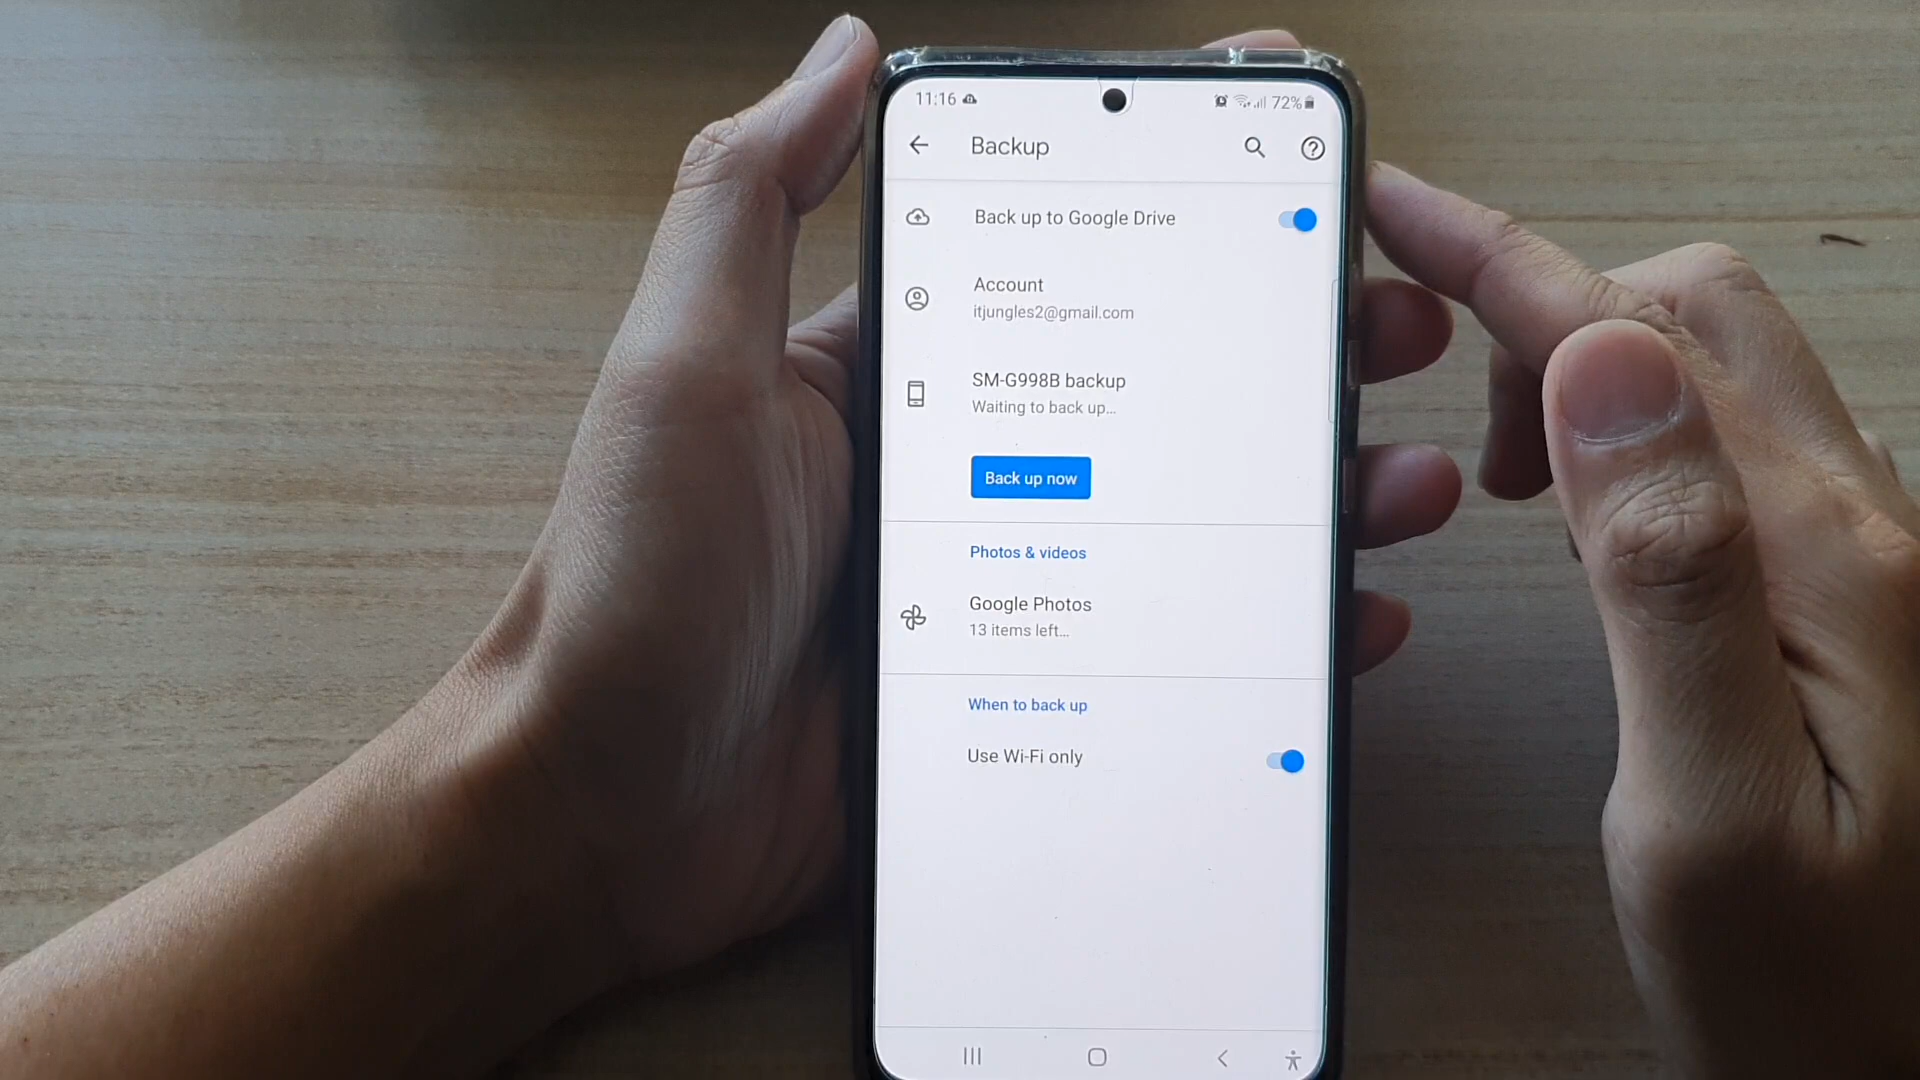 11:16 72%
Backup
Back up to Google Drive
Account
itjungles2@gmail.com
SM-G998B backup
Waiting to back up...
Back up now
Photos & videos
Google Photos
13 items left...
When to back up
Use Wi-Fi only